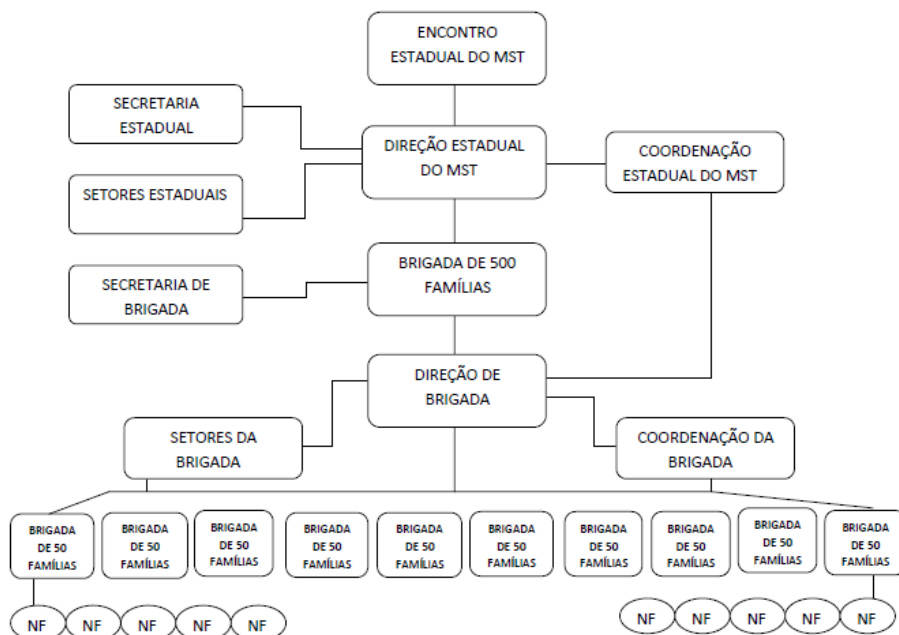 ENCONTRO
ESTADUAL DO MST
SECRETARIA
ESTADUAL
DIREÇÃO ESTADUAL
DO MST
COORDENAÇÃO
ESTADUAL DO MST
SETORES ESTADUAIS
BRIGADA DE 500
FAMÍLIAS
SECRETARIA DE
BRIGADA
DIREÇÃO DE
BRIGADA
SETORES DA
BRIGADA
COORDENAÇÃO DA
BRIGADA
BRIGADA
DE 50
FAMÍLIAS
BRIGADA
DE 50
FAMÍLIAS
BRIGADA
DE 50
FAMÍLIAS
BRIGADA
DE 50
FAMÍLIAS
BRIGADA
DE 50
FAMÍLIAS
BRIGADA
DE 50
FAMÍLIAS
BRIGADA
DE 50
FAMÍLIAS
BRIGADA
DE 50
FAMÍLIAS
BRIGADA
DE 50
FAMÍLIAS
BRIGADA
DE 50
FAMÍLIAS
NF
NF
NF
NF
NF
NF
NF
NF
NF
NF